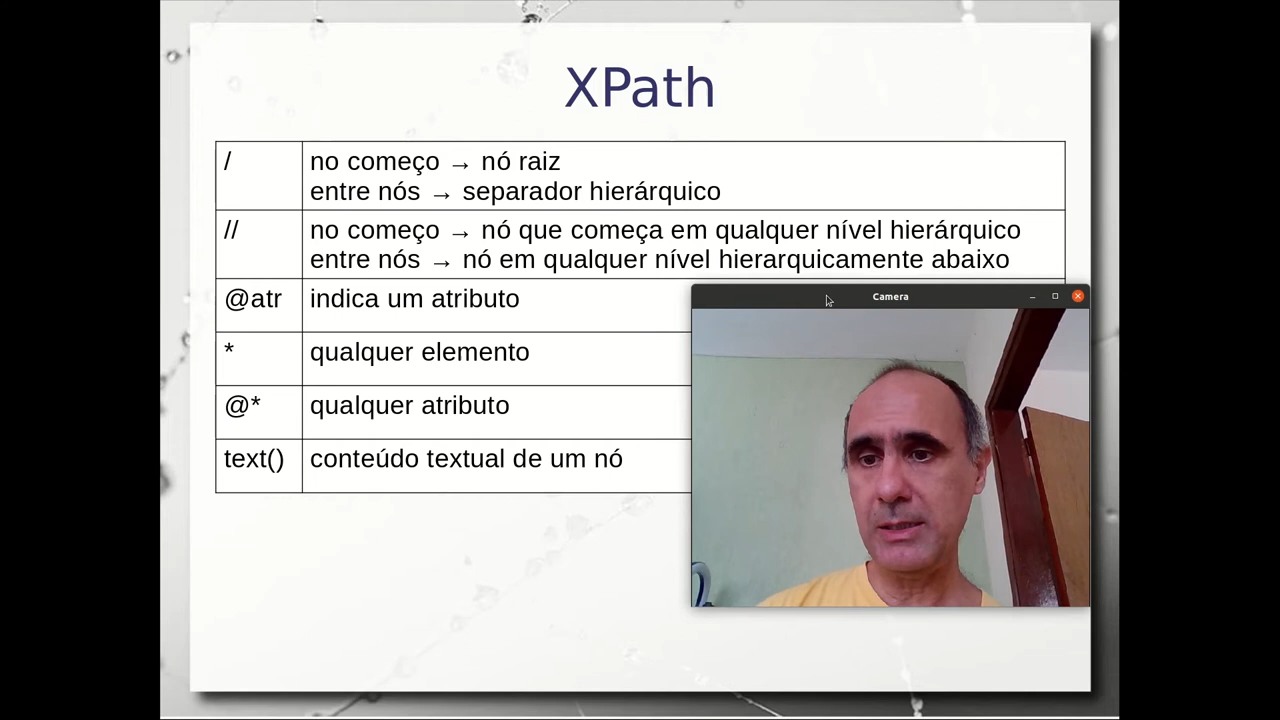 XPath
/
no começo → nó raiz
entre nós → separador hierárquico
//
no começo → nó que começa em qualquer nível hierárquico
entre nós → nó em qualquer nível hierarquicamente abaixo
@atr
indica um atributo
*
qualquer elemento
@*
qualquer atributo
text()
conteúdo textual de um nó
Camera